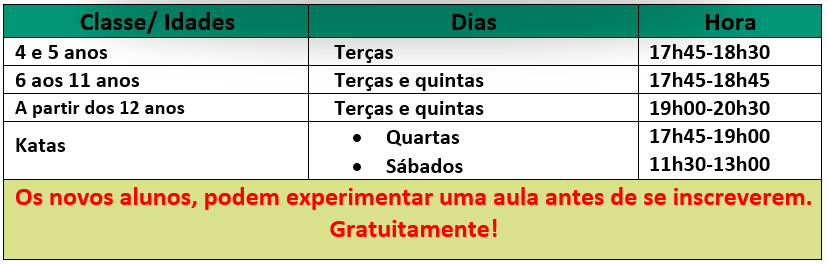 Classe/ Idades Dias Hora
4 e 5 anos Terças 17h45-18h30
6 aos 11 anos Terças e quintas 17h45-18h45
A partir dos 12 anos Terças e quintas 19h00-20h30
Katas • Quartas 17h45-19h00
• Sábados 11h30-13h00
Os novos alunos, podem experimentar uma aula antes de se inscreverem.
Gratuitamente!